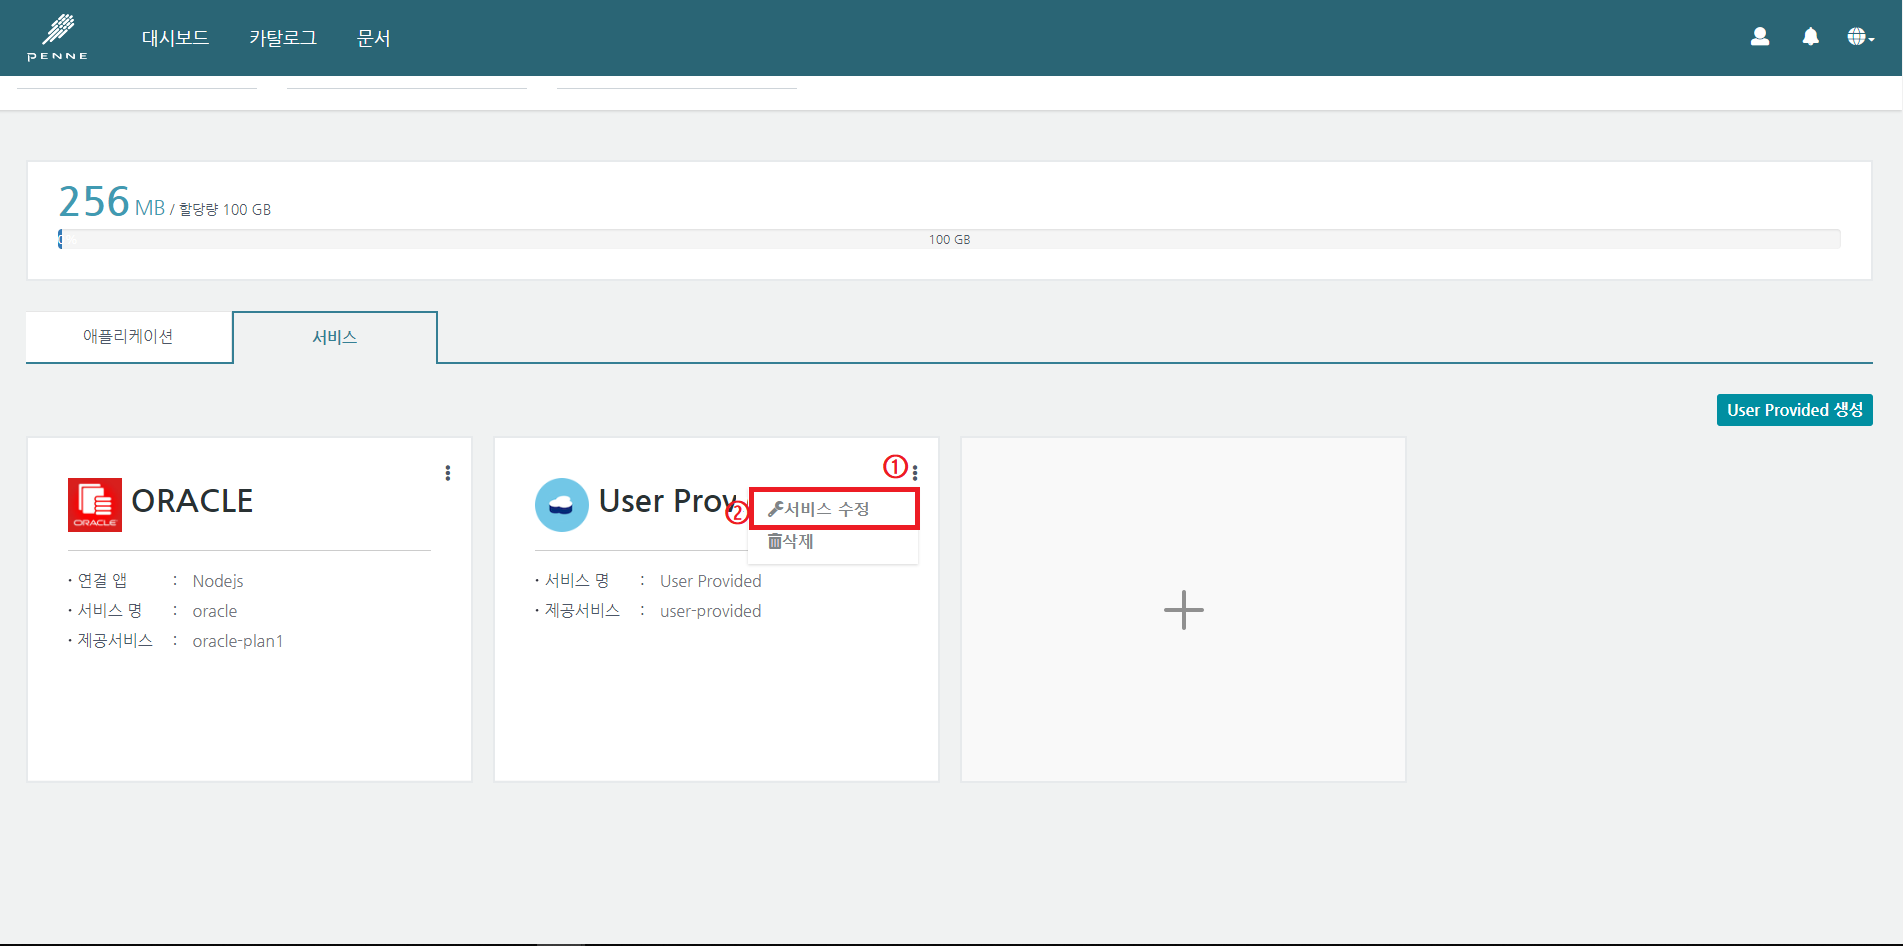 PENNE
대시보드 카탈로그 문서
256 MB / 할당량 100 GB
0%
100 GB
애플리케이션 서비스
User Provided 생성
ORACLE
ORACLE
연결 앱 : Nodejs
서비스 명 : oracle
제공서비스 : oracle-plan1
①
User Prov
②
서비스 수정
삭제
서비스 명 : User Provided
제공서비스 : user-provided